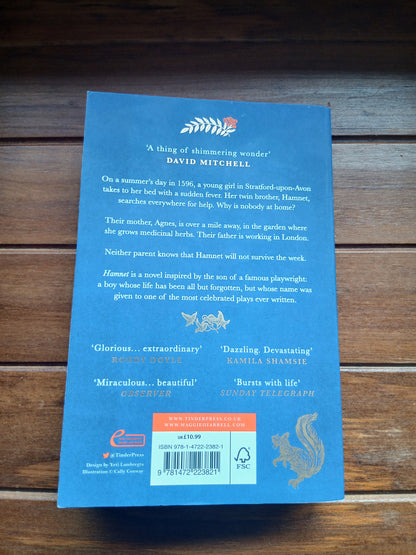 'A thing of shimmering wonder'
DAVID MITCHELL
On a summer's day in 1596, a young girl in Stratford-upon-Avon
takes to her bed with a sudden fever. Her twin brother, Hamnet,
searches everywhere for help. Why is nobody at home?
Their mother, Agnes, is over a mile away, in the garden where
she grows medicinal herbs. Their father is working in London.
Neither parent knows that Hamnet will not survive the week.
Hamnet is a novel inspired by the son of a famous playwright:
a boy whose life has been all but forgotten, but whose name was
given to one of the most celebrated plays ever written.
'Glorious... extraordinary'
RODDY DOYLE
'Dazzling. Devastating'
KAMILA SHAMSIE
'Miraculous... beautiful'
OBSERVER
'Bursts with life'
SUNDAY TELEGRAPH
WWW.TINDERPRESS.CO.UK
WWW.MAGGIEOFARRELL.COM
UK £10.99
ISBN 978-1-4722-2382-1
9 781472 223821
FSC
@TinderPress
Design by Yeti Lambregts
Illustration © Cally Conway